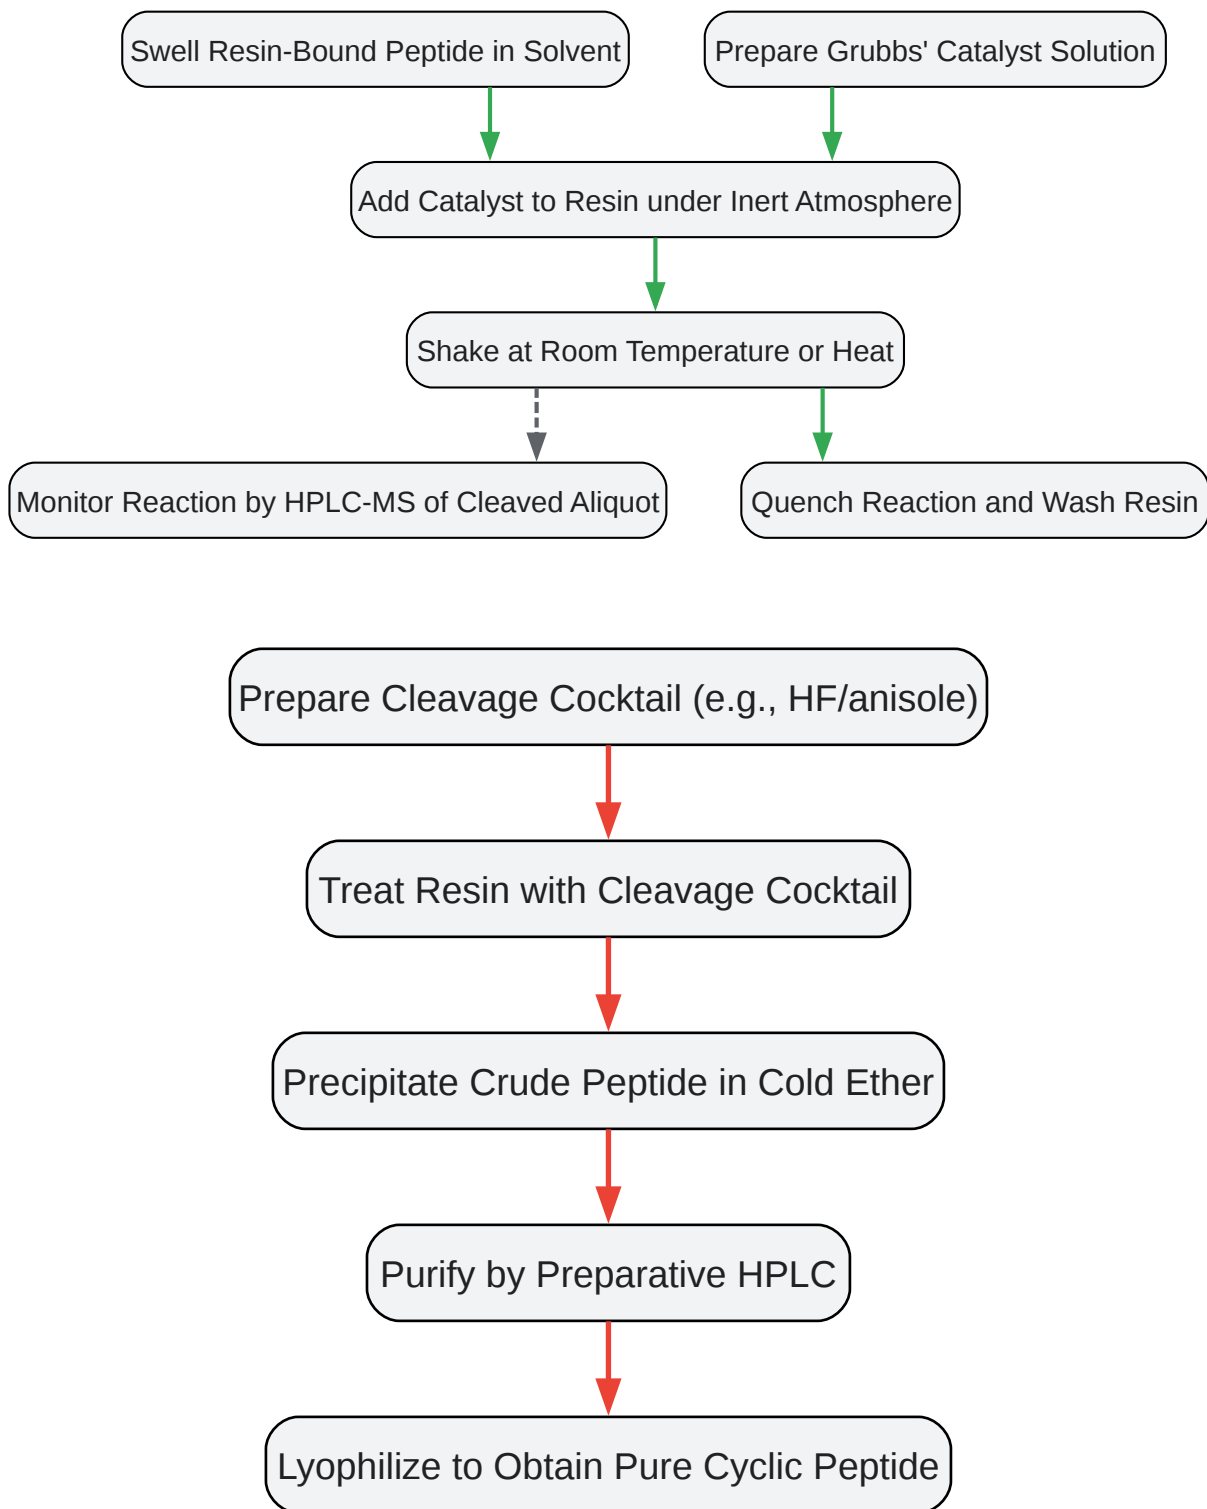 Swell Resin-Bound Peptide in Solvent
Prepare Grubbs' Catalyst Solution
Add Catalyst to Resin under Inert Atmosphere
Shake at Room Temperature or Heat
Monitor Reaction by HPLC-MS of Cleaved Aliquot
Quench Reaction and Wash Resin
Prepare Cleavage Cocktail (e.g., HF/anisole)
Treat Resin with Cleavage Cocktail
Precipitate Crude Peptide in Cold Ether
Purify by Preparative HPLC
Lyophilize to Obtain Pure Cyclic Peptide